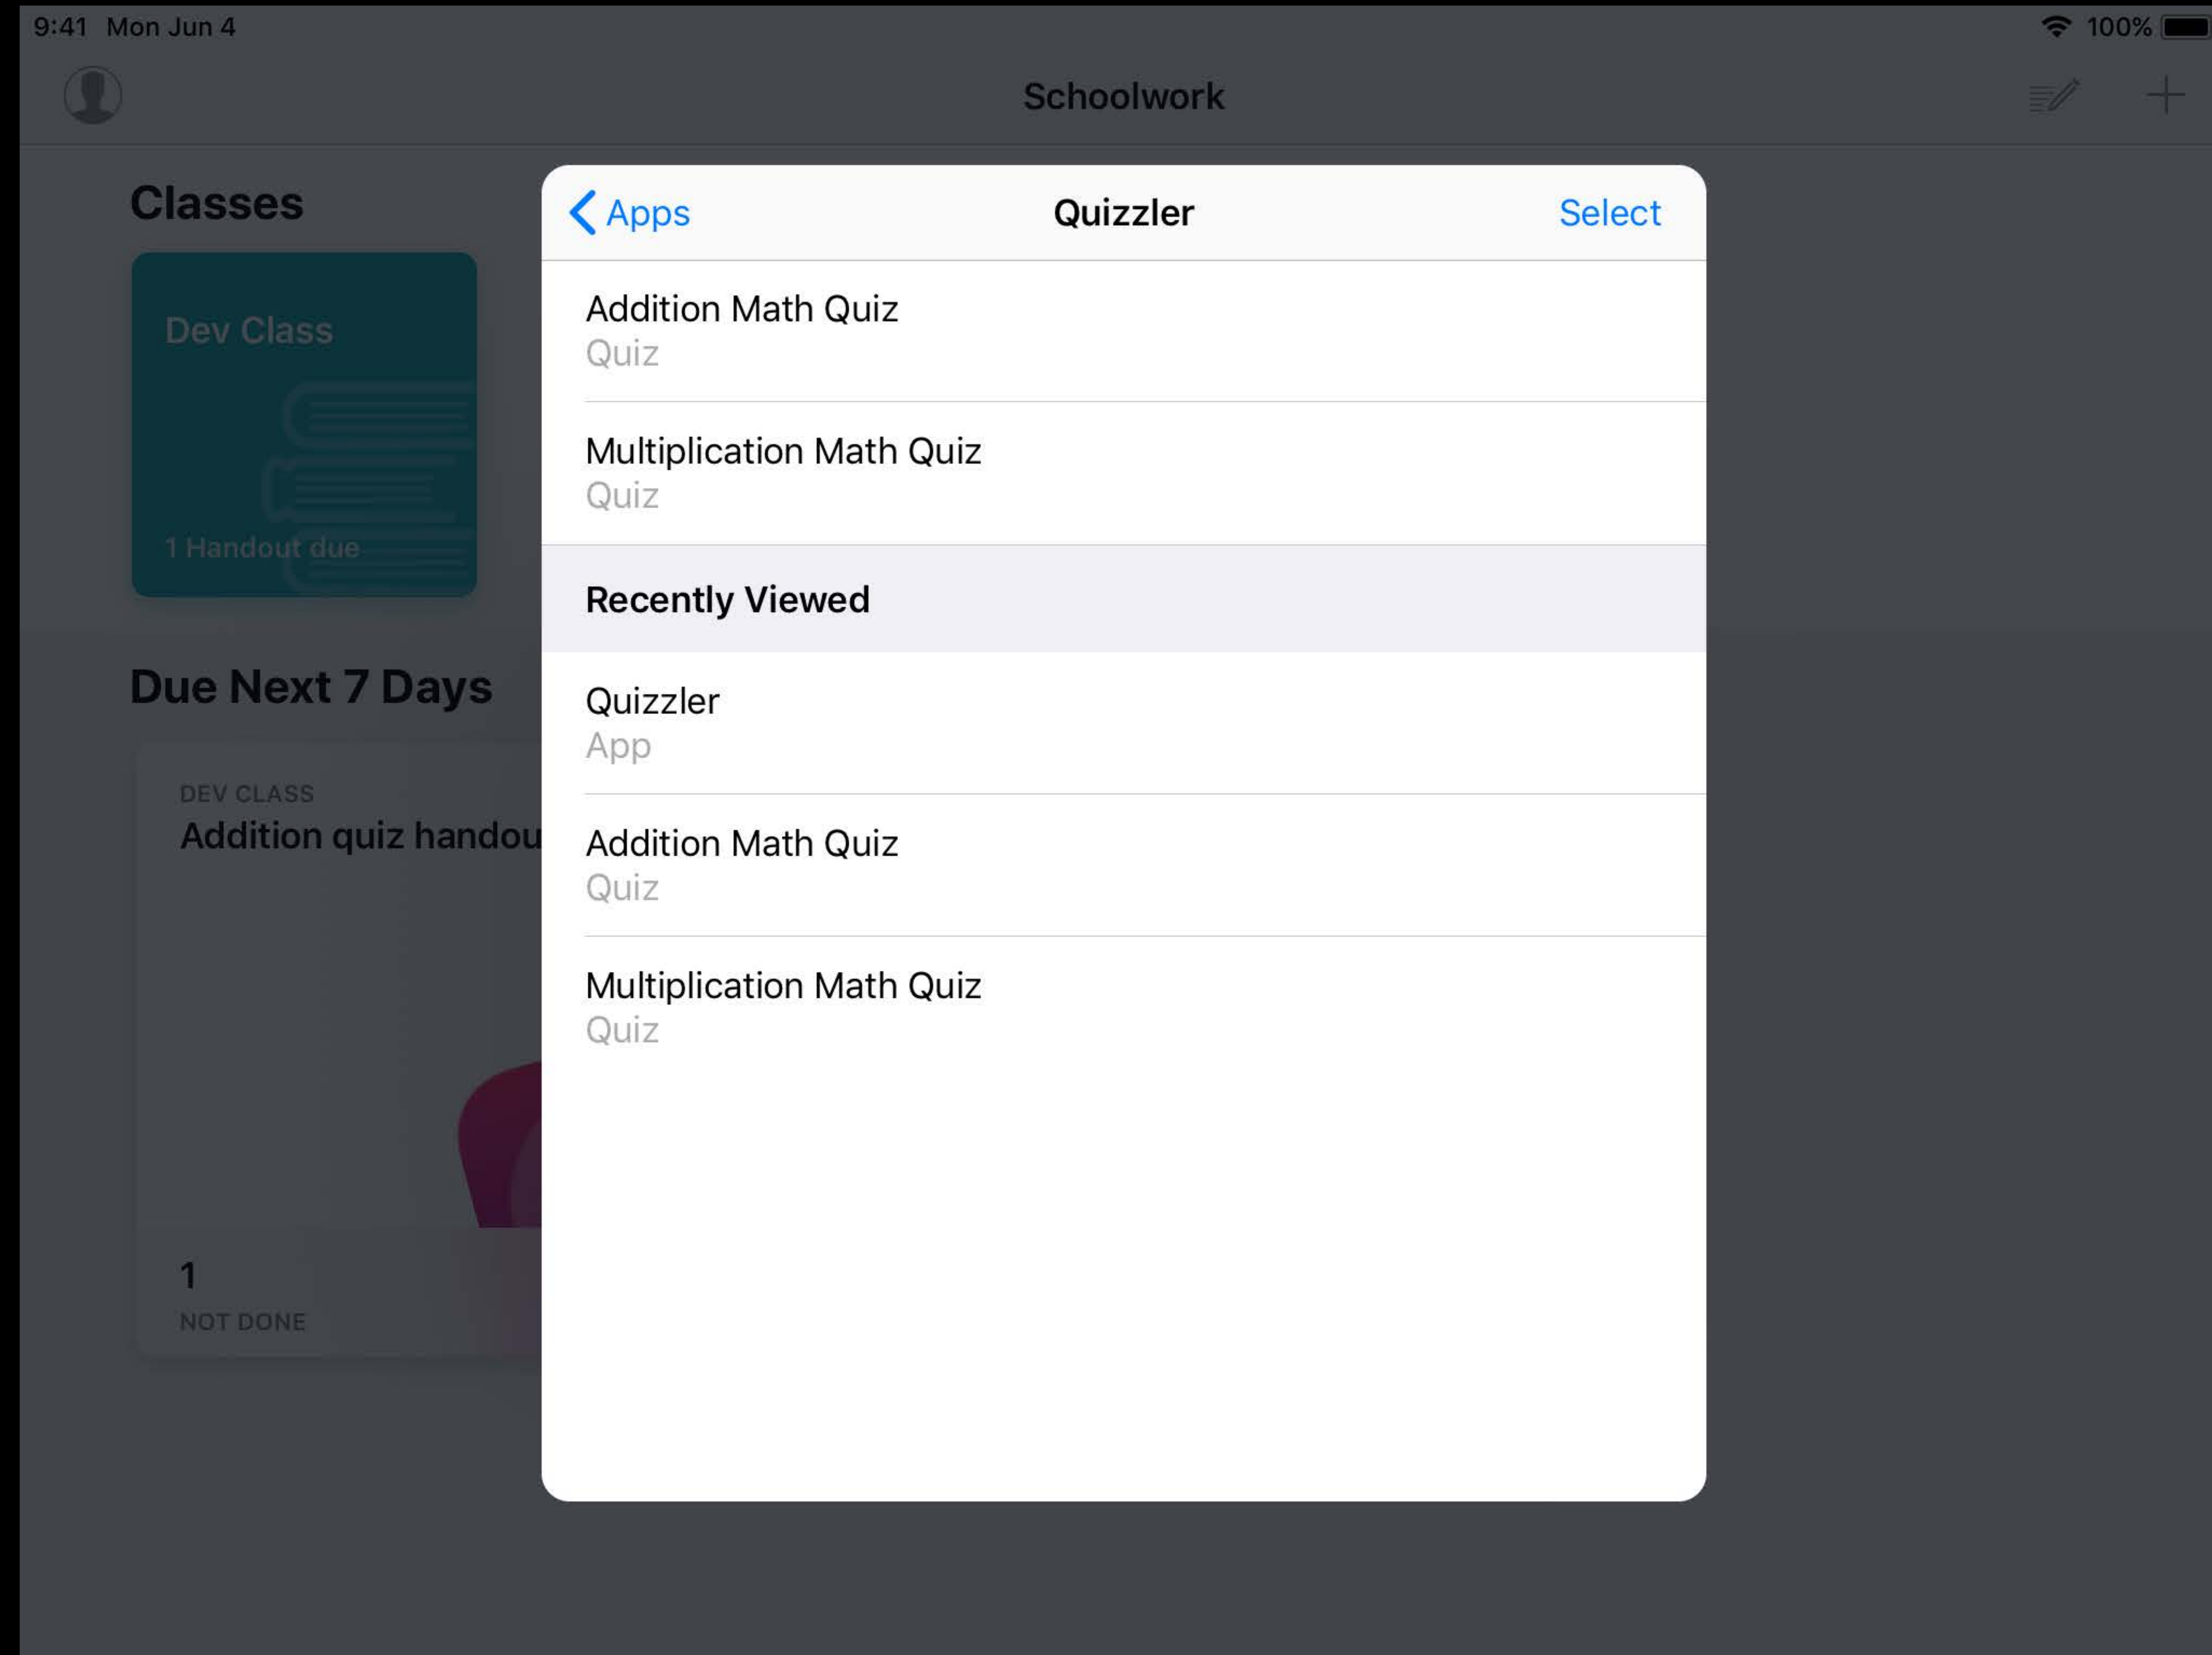 9:41 Mon Jun 4
100%
Schoolwork
Classes
Dev Class
1 Handout due
Due Next 7 Days
DEV CLASS
Addition quiz handou
1
NOT DONE
Apps
Quizzler
Select
Addition Math Quiz
Quiz
Multiplication Math Quiz
Quiz
Recently Viewed
Quizzler
App
Addition Math Quiz
Quiz
Multiplication Math Quiz
Quiz